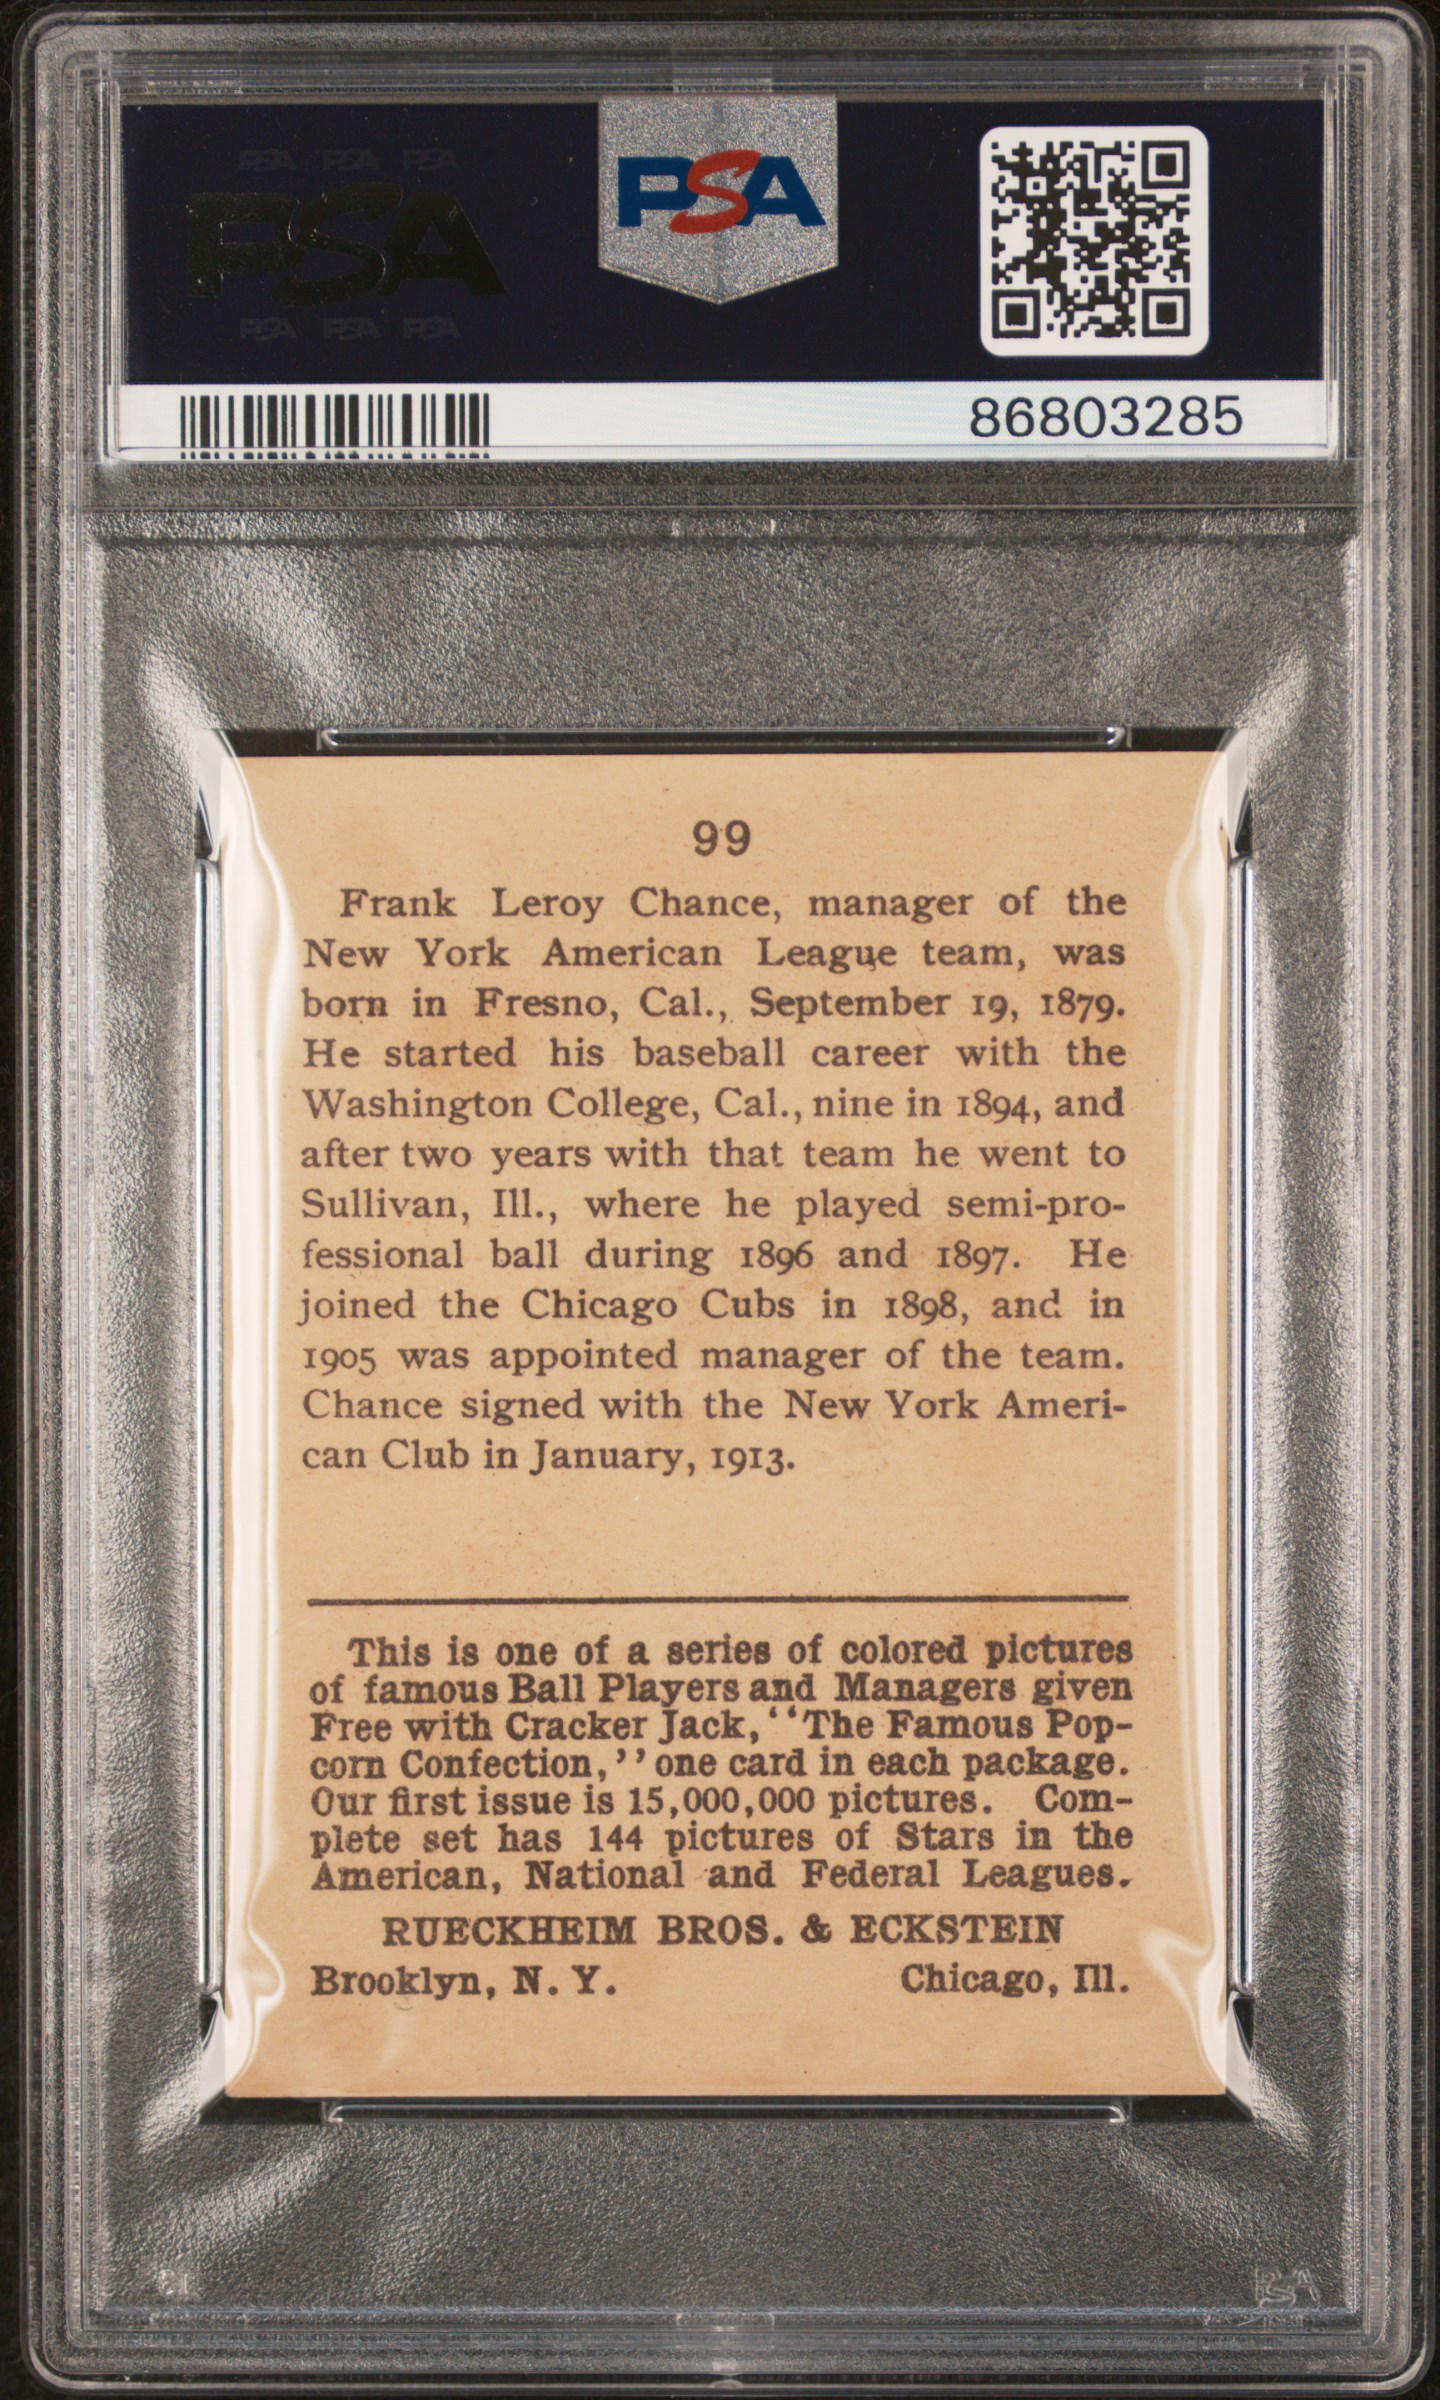 PSA PSA PSA
PSA
PSA PSA PSA
PSA
86803285
99
Frank Leroy Chance, manager of the
New York American League team, was
born in Fresno, Cal., September 19, 1879.
He started his baseball career with the
Washington College, Cal., nine in 1894, and
after two years with that team he went to
Sullivan, Ill., where he played semi-pro-
fessional ball during 1896 and 1897. He
joined the Chicago Cubs in 1898, and in
1905 was appointed manager of the team.
Chance signed with the New York Ameri-
can Club in January, 1913.
This is one of a series of colored pictures
of famous Ball Players and Managers given
Free with Cracker Jack, "The Famous Pop-
corn Confection," one card in each package.
Our first issue is 15,000,000 pictures. Com-
plete set has 144 pictures of Stars in the
American, National and Federal Leagues.
RUECKHEIM BROS. & ECKSTEIN
Brooklyn, N. Y. Chicago, Ill.
PSA